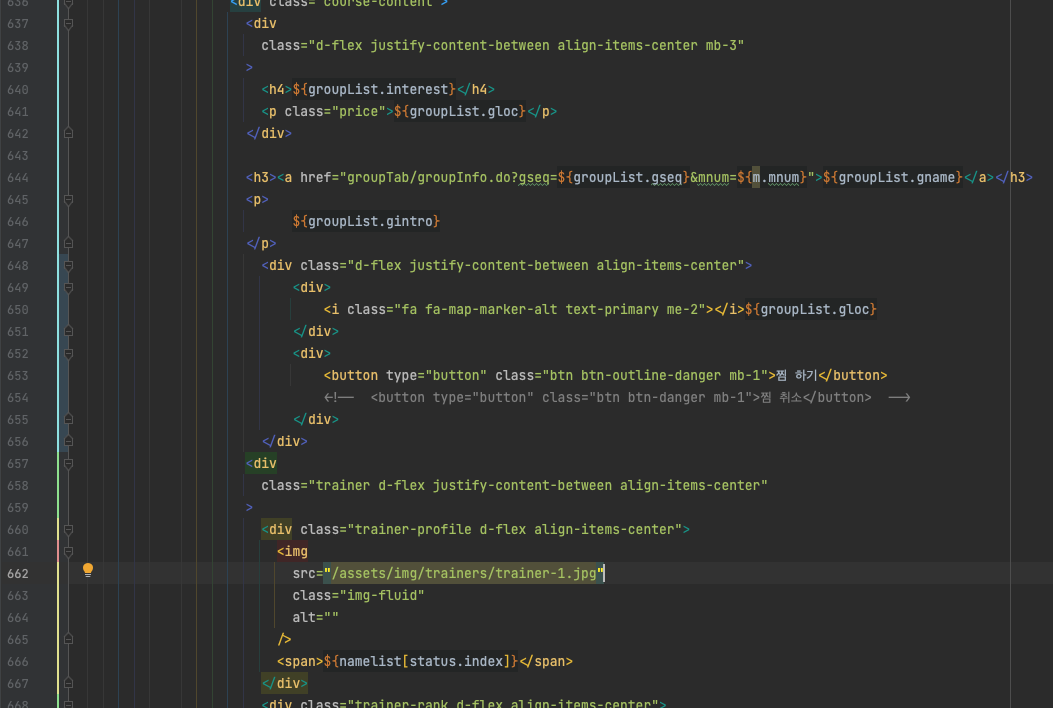 636 <div class="course-content">
637 <div
638 class="d-flex justify-content-between align-items-center mb-3"
639 >
640 <h4>${groupList.interest}</h4>
641 <p class="price">${groupList.gloc}</p>
642 </div>
643
644 <h3><a href="groupTab/groupInfo.do?gseq=${groupList.gseq}&mnum=${m.mnum}">${groupList.gname}</a></h3>
645 <p>
646 ${groupList.gintro}
647 </p>
648 <div class="d-flex justify-content-between align-items-center">
649 <div>
650 <i class="fa fa-map-marker-alt text-primary me-2"></i>${groupList.gloc}
651 </div>
652 <div>
653 <button type="button" class="btn btn-outline-danger mb-1">찜 하기</button>
654 <!-- <button type="button" class="btn btn-danger mb-1">찜 취소</button> -->
655 </div>
656 </div>
657 <div
658 class="trainer d-flex justify-content-between align-items-center"
659 >
660 <div class="trainer-profile d-flex align-items-center">
661 <img
662 src="/assets/img/trainers/trainer-1.jpg"
663 class="img-fluid"
664 alt=""
665 />
666 <span>${namelist[status.index]}</span>
667 </div>
668 <div class="trainer-rank d-flex align-items-center">